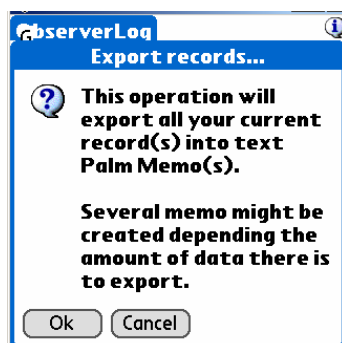 ObserverLog
Export records...
This operation will
export all your current
record(s) into text
Palm Memo(s).
Several memo might be
created depending the
amount of data there is
to export.
Ok Cancel